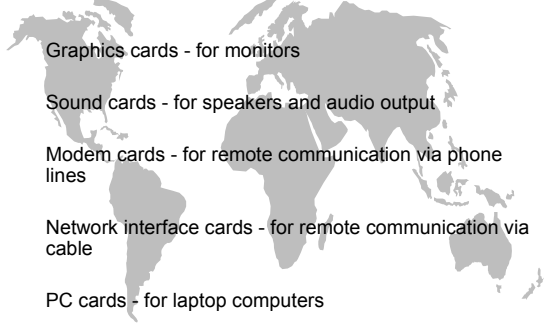 Graphics cards - for monitors
Sound cards - for speakers and audio output
Modem cards - for remote communication via phone
lines
Network interface cards - for remote communication via
cable
PC cards - for laptop computers